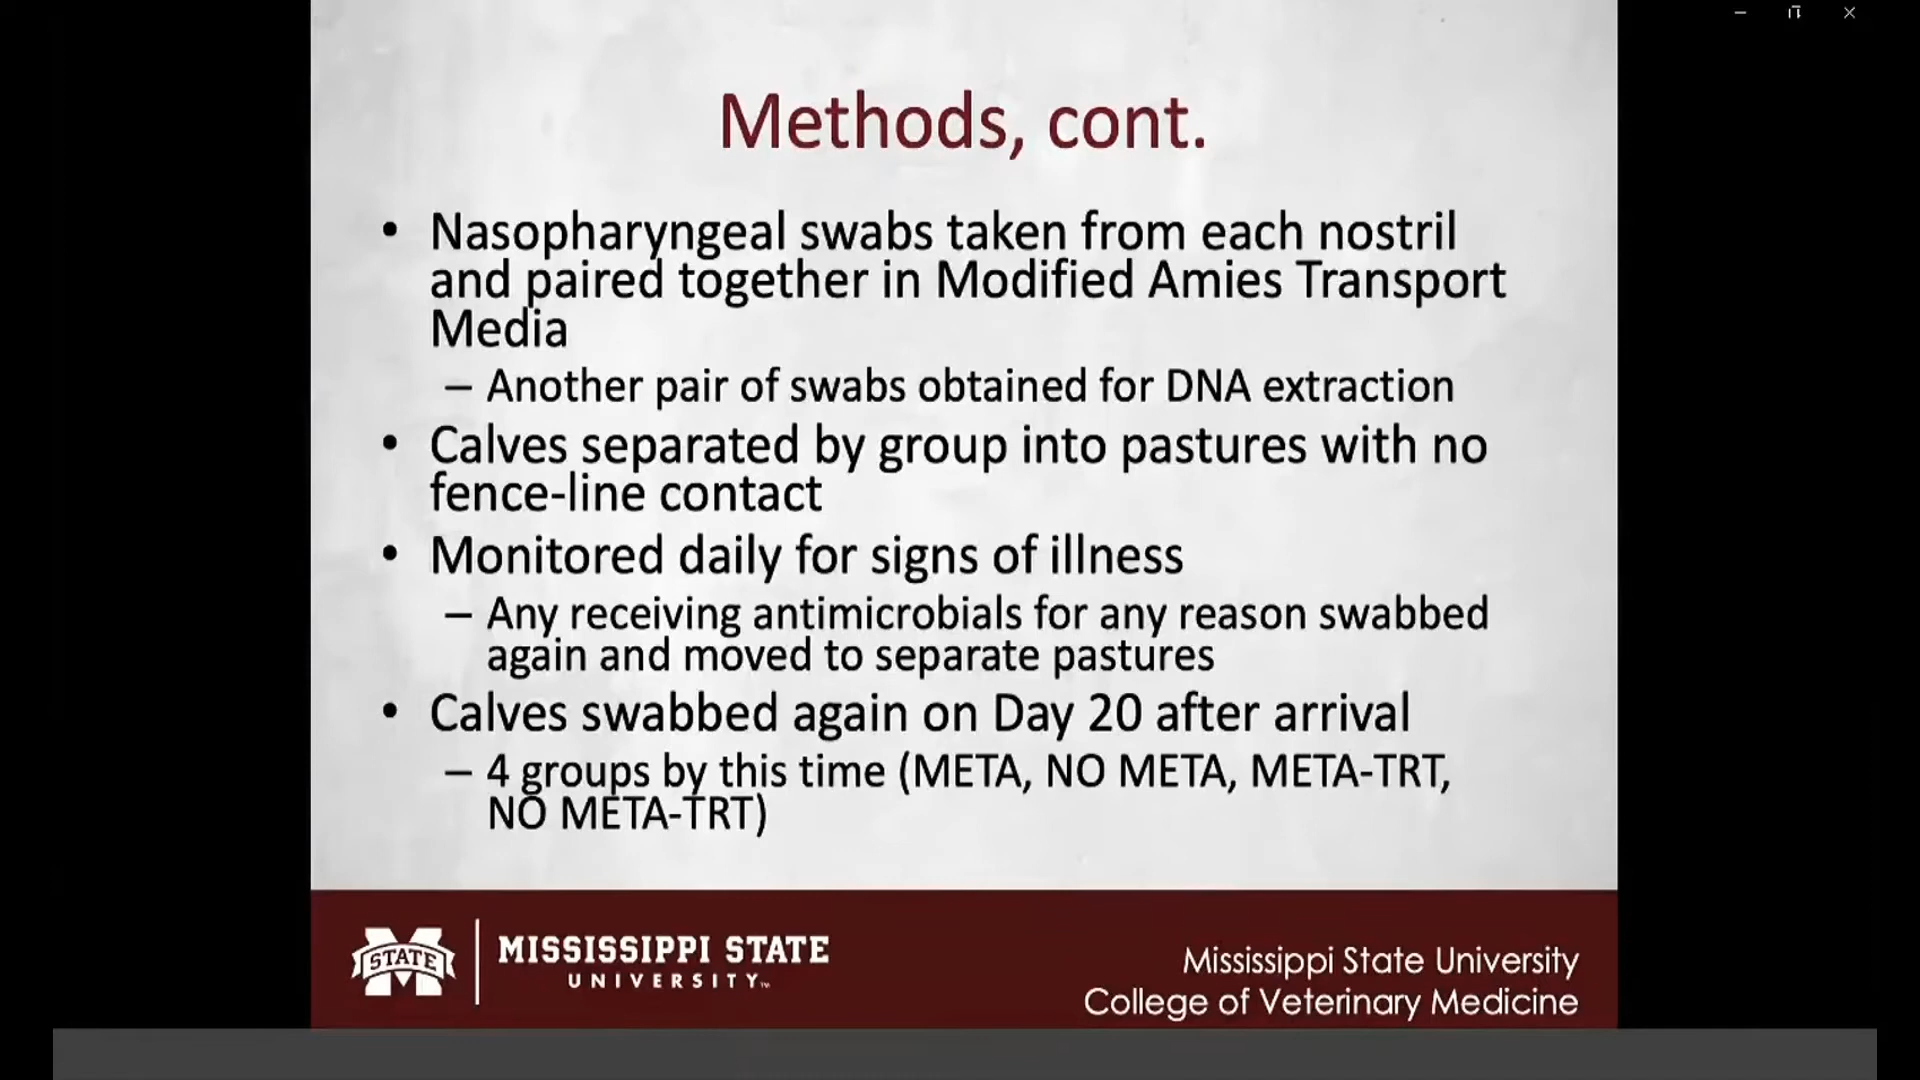 Methods, cont.
• Nasopharyngeal swabs taken from each nostril
and paired together in Modified Amies Transport
Media
– Another pair of swabs obtained for DNA extraction
• Calves separated by group into pastures with no
fence-line contact
• Monitored daily for signs of illness
– Any receiving antimicrobials for any reason swabbed
again and moved to separate pastures
• Calves swabbed again on Day 20 after arrival
– 4 groups by this time (META, NO META, META-TRT,
NO META-TRT)
STATE
MISSISSIPPI STATE
UNIVERSITY™
Mississippi State University
College of Veterinary Medicine